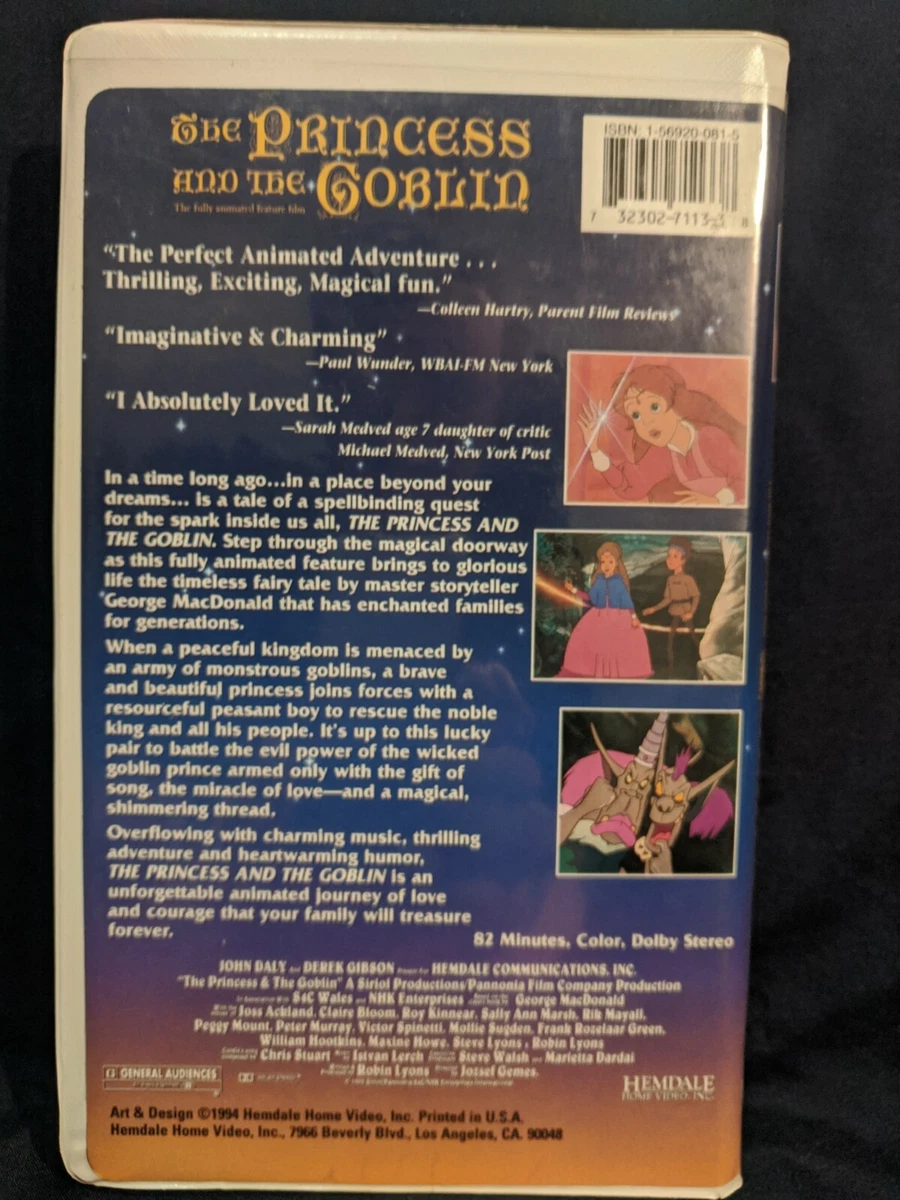 THE PRINCESS
AND THE GOBLIN
The fully animated feature film
ISBN: 1-56920-081-5
7 32302-7113-3 8
"The Perfect Animated Adventure . . .
Thrilling, Exciting, Magical fun."
—Colleen Hartry, Parent Film Reviews
"Imaginative & Charming"
—Paul Wunder, WBAI-FM New York
"I Absolutely Loved It."
—Sarah Medved age 7 daughter of critic
Michael Medved, New York Post
In a time long ago...in a place beyond your
dreams... is a tale of a spellbinding quest
for the spark inside us all, THE PRINCESS AND
THE GOBLIN. Step through the magical doorway
as this fully animated feature brings to glorious
life the timeless fairy tale by master storyteller
George MacDonald that has enchanted families
for generations.
When a peaceful kingdom is menaced by
an army of monstrous goblins, a brave
and beautiful princess joins forces with a
resourceful peasant boy to rescue the noble
king and all his people. It's up to this lucky
pair to battle the evil power of the wicked
goblin prince armed only with the gift of
song, the miracle of love—and a magical,
shimmering thread.
Overflowing with charming music, thrilling
adventure and heartwarming humor,
THE PRINCESS AND THE GOBLIN is an
unforgettable animated journey of love
and courage that your family will treasure
forever.
82 Minutes, Color, Dolby Stereo
JOHN DALY and DEREK GIBSON HEMDALE COMMUNICATIONS, INC.
"The Princess & The Goblin" A Siriol Productions/Pannonia Film Company Production
S4C Wales and NHK Enterprises George MacDonald
Joss Ackland, Claire Bloom, Roy Kinnear, Sally Ann Marsh, Rik Mayall,
Peggy Mount, Peter Murray, Victor Spinetti, Mollie Sugden, Frank Rozelaar Green,
William Hootkins, Maxine Howe, Steve Lyons, Robin Lyons
Chris Stuart Istvan Lerch Steve Walsh and Marietta Dardai
Robin Lyons Jozsef Gemes.
G GENERAL AUDIENCES
HEMDALE
HOME VIDEO, INC.
Art & Design ©1994 Hemdale Home Video, Inc. Printed in U.S.A.
Hemdale Home Video, Inc., 7966 Beverly Blvd., Los Angeles, CA. 90048